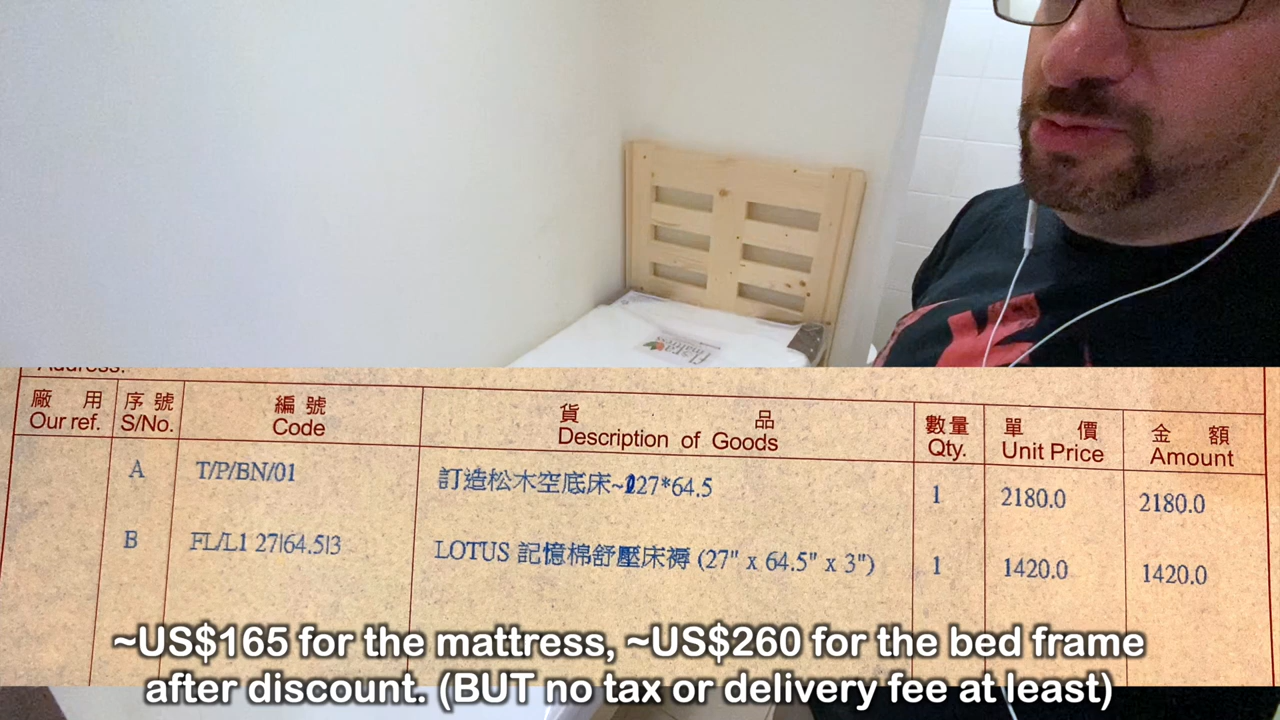 Address:
廠 用 序號 編號 貨 品 數量 單 價 金 額
Our ref. S/No. Code Description of Goods Qty. Unit Price Amount
A T/P/BN/01 訂造松木空底床~227*64.5 1 2180.0 2180.0
B FL/L1 27|64.5|3 LOTUS 記憶棉舒壓床褥 (27" x 64.5" x 3") 1 1420.0 1420.0
~US$165 for the mattress, ~US$260 for the bed frame
after discount. (BUT no tax or delivery fee at least)